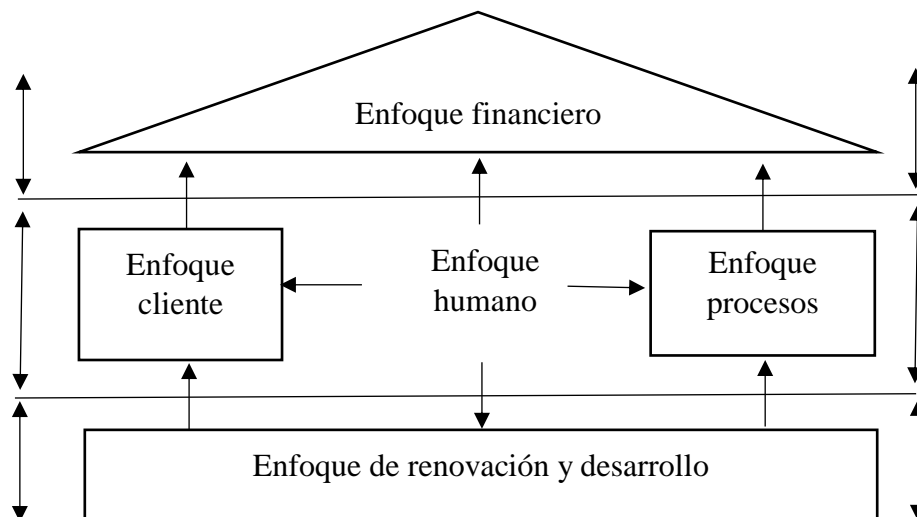 Enfoque financiero
Enfoque
cliente
Enfoque
humano
Enfoque
procesos
Enfoque de renovación y desarrollo